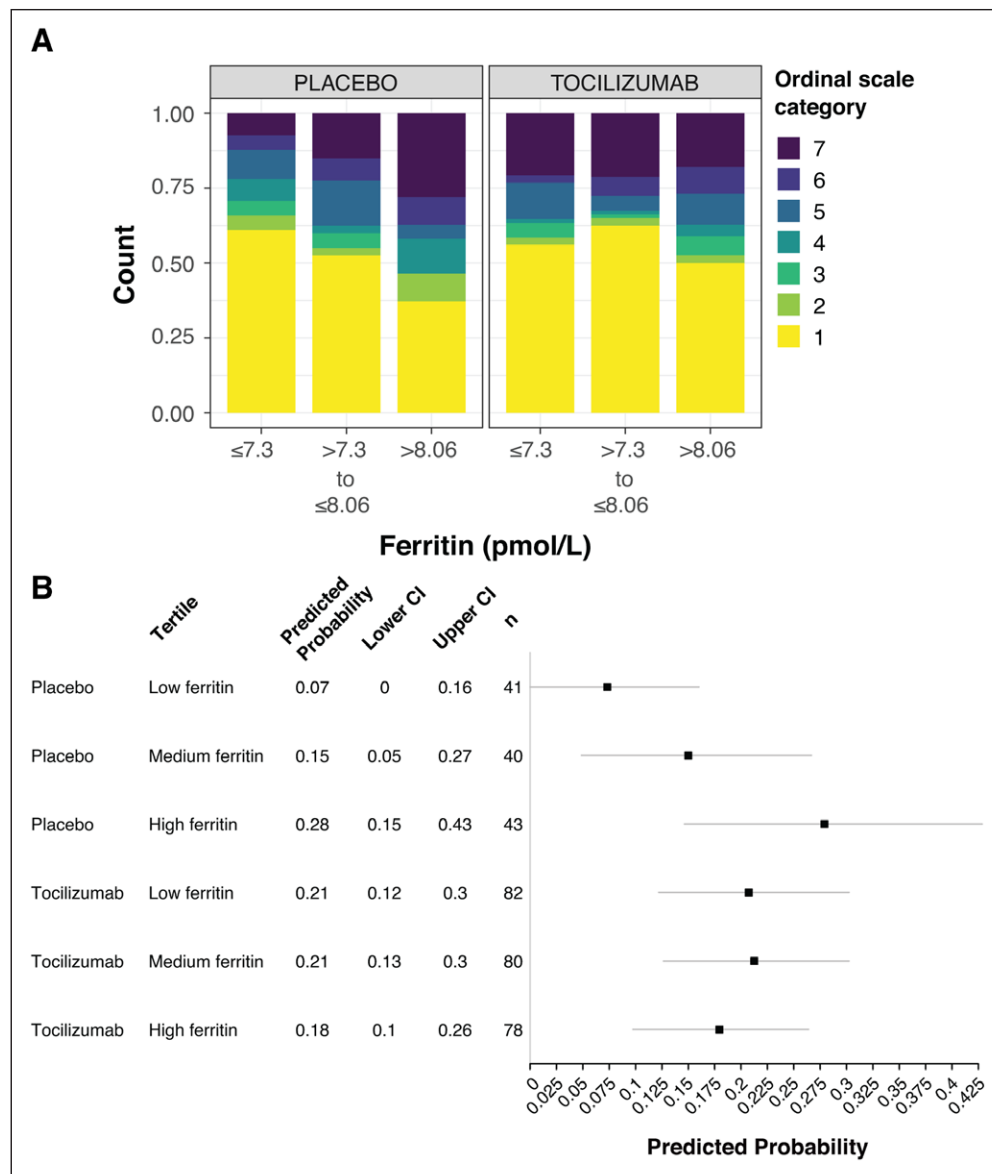 A
PLACEBO
TOCILIZUMAB
Ordinal scale
category
7
6
5
4
3
2
1
1.00
0.75
0.50
0.25
0.00
Count
≤7.3
>7.3
to
≤8.06
>8.06
≤7.3
>7.3
to
≤8.06
>8.06
Ferritin (pmol/L)
B
Tertile
Predicted
Probability
Lower CI
Upper CI
n
Placebo Low ferritin 0.07 0 0.16 41
Placebo Medium ferritin 0.15 0.05 0.27 40
Placebo High ferritin 0.28 0.15 0.43 43
Tocilizumab Low ferritin 0.21 0.12 0.3 82
Tocilizumab Medium ferritin 0.21 0.13 0.3 80
Tocilizumab High ferritin 0.18 0.1 0.26 78
0 0.025 0.05 0.075 0.1 0.125 0.15 0.175 0.2 0.225 0.25 0.275 0.3 0.325 0.35 0.375 0.4 0.425
Predicted Probability